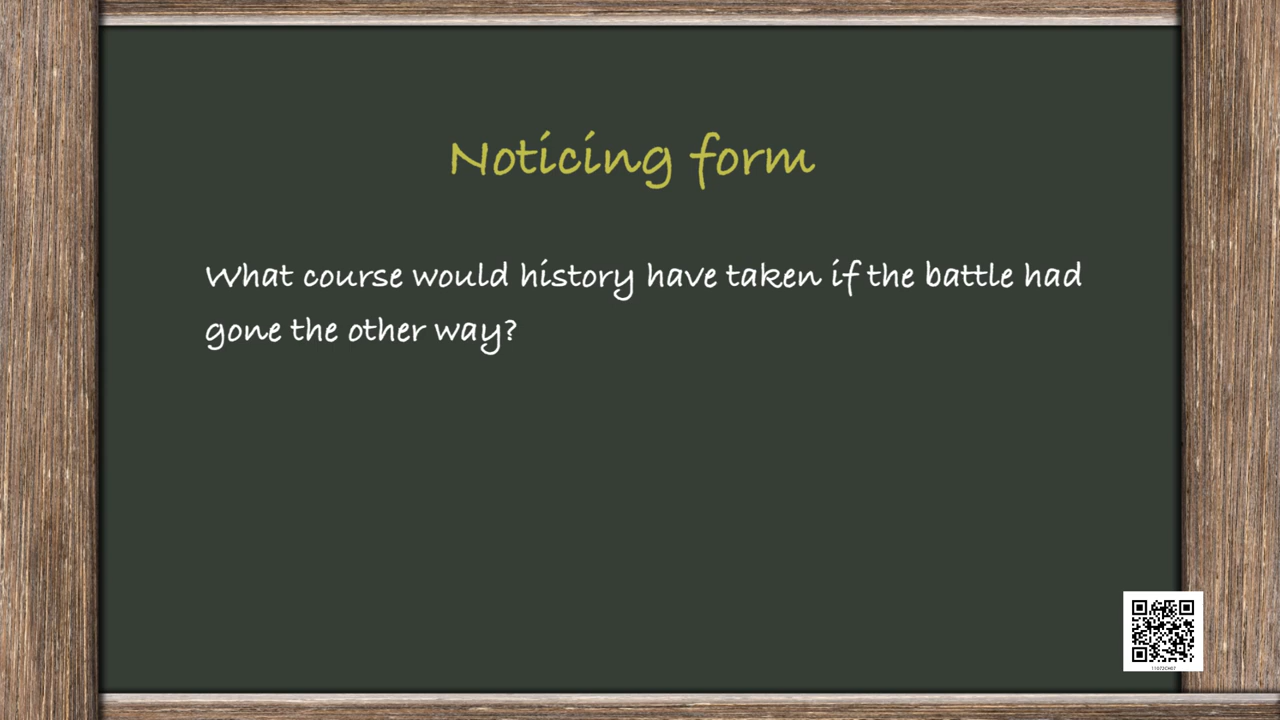 Noticing form
What course would history have taken if the battle had
gone the other way?